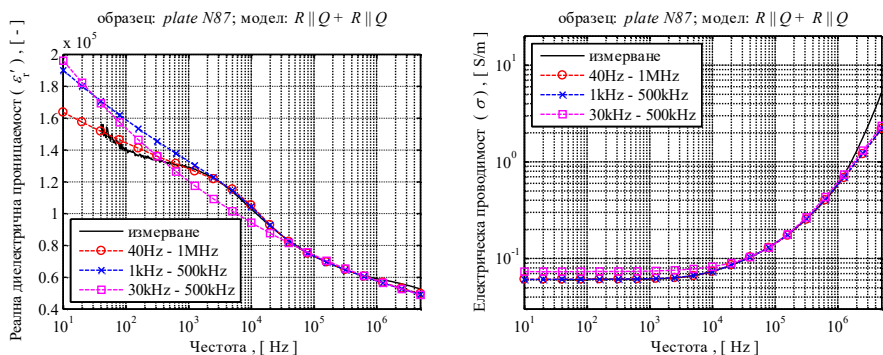 образец: plate N87; модел: R || Q + R || Q
x 10^5
Реална диелектрична проницаемост ( ε'r ) , [ - ]
2
1.8
1.6
1.4
1.2
1
0.8
0.6
0.4
измерване
40Hz - 1MHz
1kHz - 500kHz
30kHz - 500kHz
10^1 10^2 10^3 10^4 10^5 10^6
Честота , [ Hz ]
образец: plate N87; модел: R || Q + R || Q
Електрическа проводимост ( σ ) , [ S/m ]
10^1
10^0
10^-1
измерване
40Hz - 1MHz
1kHz - 500kHz
30kHz - 500kHz
10^1 10^2 10^3 10^4 10^5 10^6
Честота , [ Hz ]